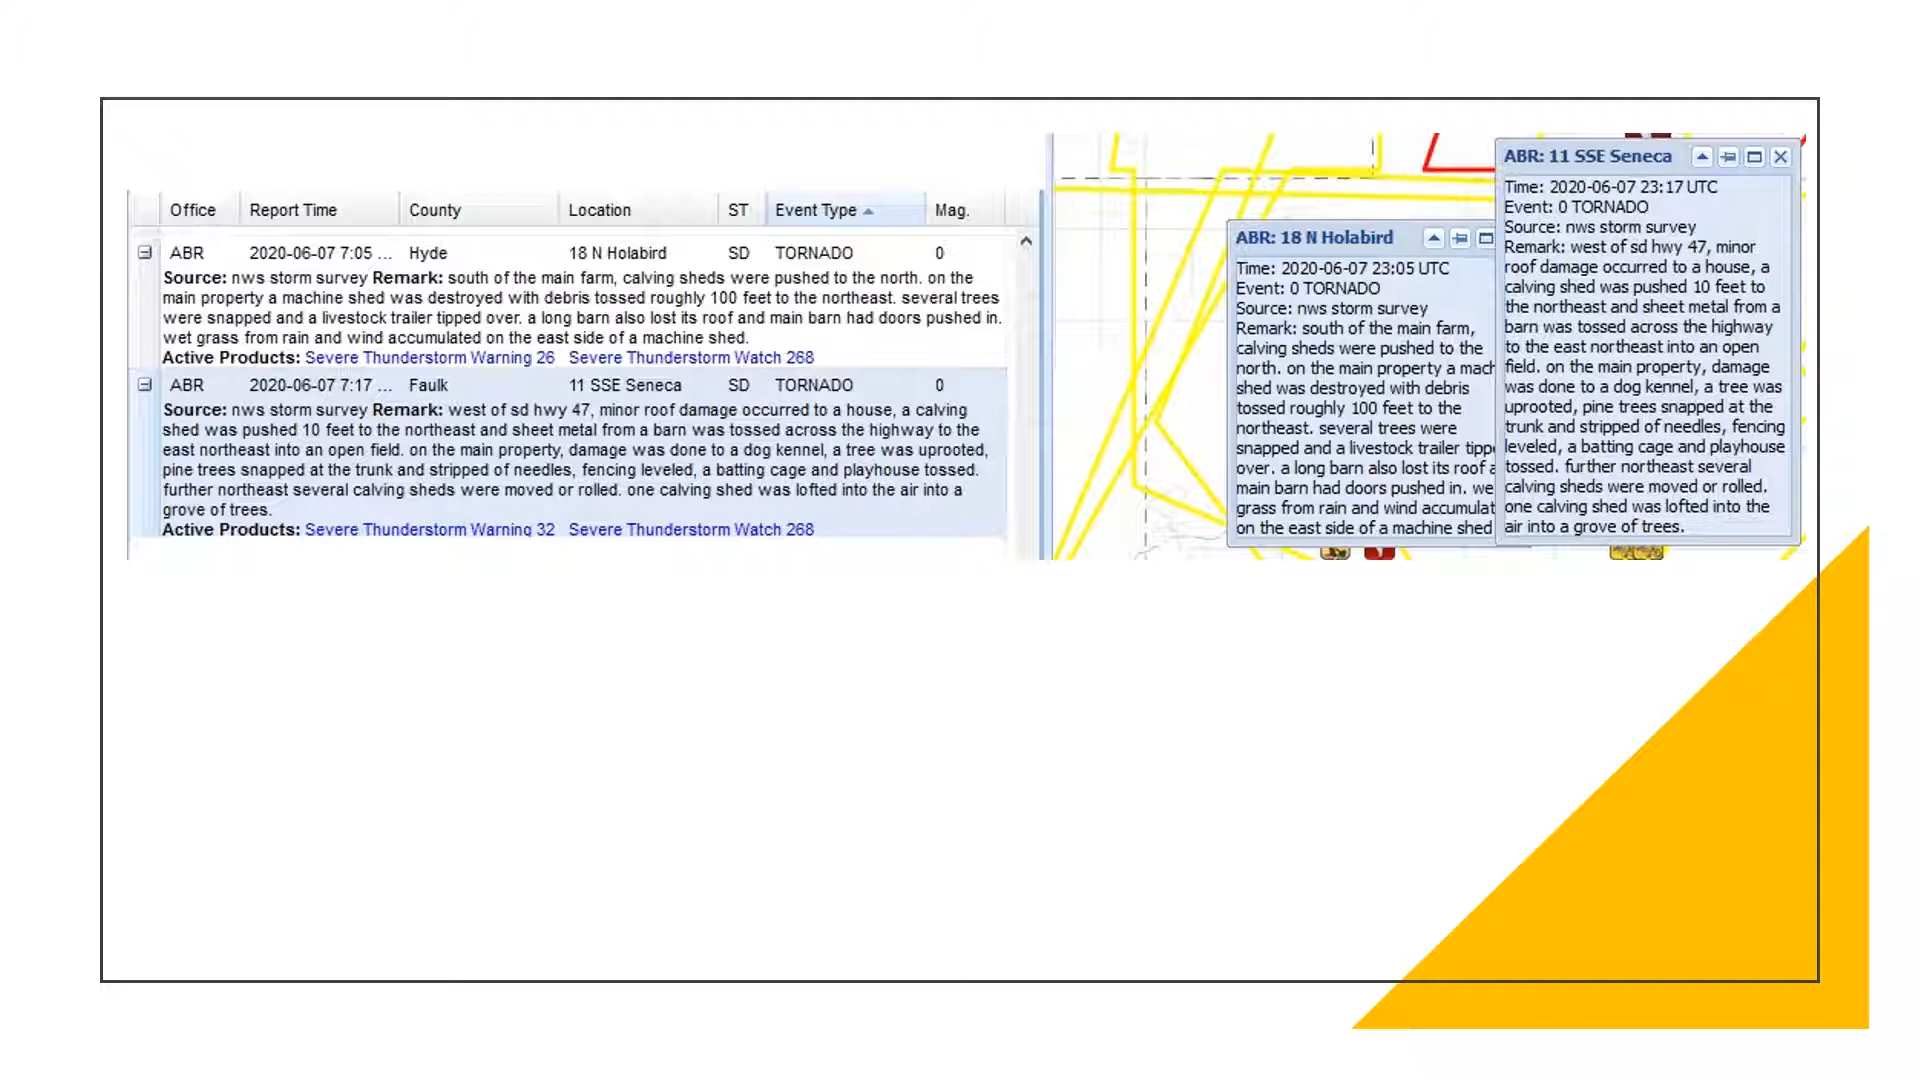 Office Report Time County Location ST Event Type Mag.
ABR 2020-06-07 7:05 ... Hyde 18 N Holabird SD TORNADO 0
Source: nws storm survey Remark: south of the main farm, calving sheds were pushed to the north. on the
main property a machine shed was destroyed with debris tossed roughly 100 feet to the northeast. several trees
were snapped and a livestock trailer tipped over. a long barn also lost its roof and main barn had doors pushed in.
wet grass from rain and wind accumulated on the east side of a machine shed.
Active Products: Severe Thunderstorm Warning 26 Severe Thunderstorm Watch 268
ABR 2020-06-07 7:17 ... Faulk 11 SSE Seneca SD TORNADO 0
Source: nws storm survey Remark: west of sd hwy 47, minor roof damage occurred to a house, a calving
shed was pushed 10 feet to the northeast and sheet metal from a barn was tossed across the highway to the
east northeast into an open field. on the main property, damage was done to a dog kennel, a tree was uprooted,
pine trees snapped at the trunk and stripped of needles, fencing leveled, a batting cage and playhouse tossed.
further northeast several calving sheds were moved or rolled. one calving shed was lofted into the air into a
grove of trees.
Active Products: Severe Thunderstorm Warning 32 Severe Thunderstorm Watch 268
ABR: 18 N Holabird
Time: 2020-06-07 23:05 UTC
Event: 0 TORNADO
Source: nws storm survey
Remark: south of the main farm,
calving sheds were pushed to the
north. on the main property a mach
shed was destroyed with debris
tossed roughly 100 feet to the
northeast. several trees were
snapped and a livestock trailer tipp
over. a long barn also lost its roof a
main barn had doors pushed in. we
grass from rain and wind accumulat
on the east side of a machine shed
ABR: 11 SSE Seneca
Time: 2020-06-07 23:17 UTC
Event: 0 TORNADO
Source: nws storm survey
Remark: west of sd hwy 47, minor
roof damage occurred to a house, a
calving shed was pushed 10 feet to
the northeast and sheet metal from a
barn was tossed across the highway
to the east northeast into an open
field. on the main property, damage
was done to a dog kennel, a tree was
uprooted, pine trees snapped at the
trunk and stripped of needles, fencing
leveled, a batting cage and playhouse
tossed. further northeast several
calving sheds were moved or rolled.
one calving shed was lofted into the
air into a grove of trees.